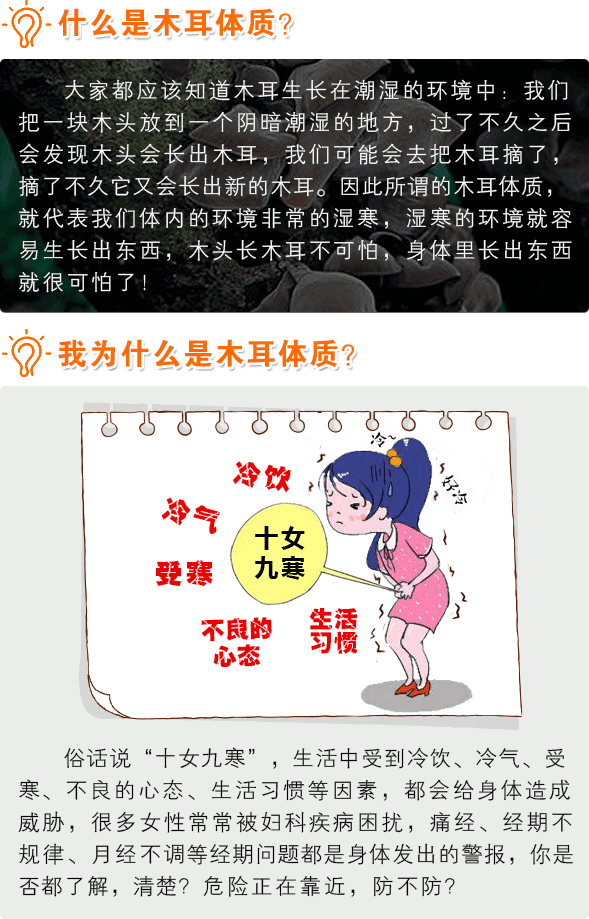 什么是木耳体质？
大家都应该知道木耳生长在潮湿的环境中：我们
把一块木头放到一个阴暗潮湿的地方，过了不久之后
会发现木头会长出木耳，我们可能会去把木耳摘了，
摘了不久它又会长出新的木耳。因此所谓的木耳体质，
就代表我们体内的环境非常的湿寒，湿寒的环境就容
易生长出东西，木头长木耳不可怕，身体里长出东西
就很可怕了！
我为什么是木耳体质？
冷~
好冷
冷饮
冷气
十女
九寒
受寒
不良的
心态
生活
习惯
俗话说“十女九寒”，生活中受到冷饮、冷气、受
寒、不良的心态、生活习惯等因素，都会给身体造成
威胁，很多女性常常被妇科疾病困扰，痛经、经期不
规律、月经不调等经期问题都是身体发出的警报，你是
否都了解，清楚？危险正在靠近，防不防？